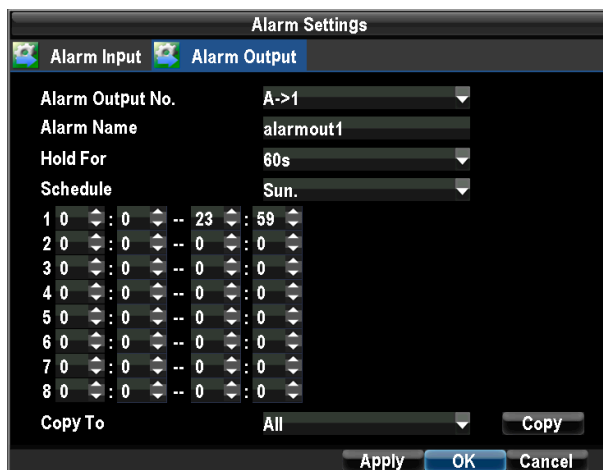 Alarm Settings
Alarm Input Alarm Output
Alarm Output No. A->1
Alarm Name alarmout1
Hold For 60s
Schedule Sun.
1 0 : 0 -- 23 : 59
2 0 : 0 -- 0 : 0
3 0 : 0 -- 0 : 0
4 0 : 0 -- 0 : 0
5 0 : 0 -- 0 : 0
6 0 : 0 -- 0 : 0
7 0 : 0 -- 0 : 0
8 0 : 0 -- 0 : 0
Copy To All Copy
Apply OK Cancel